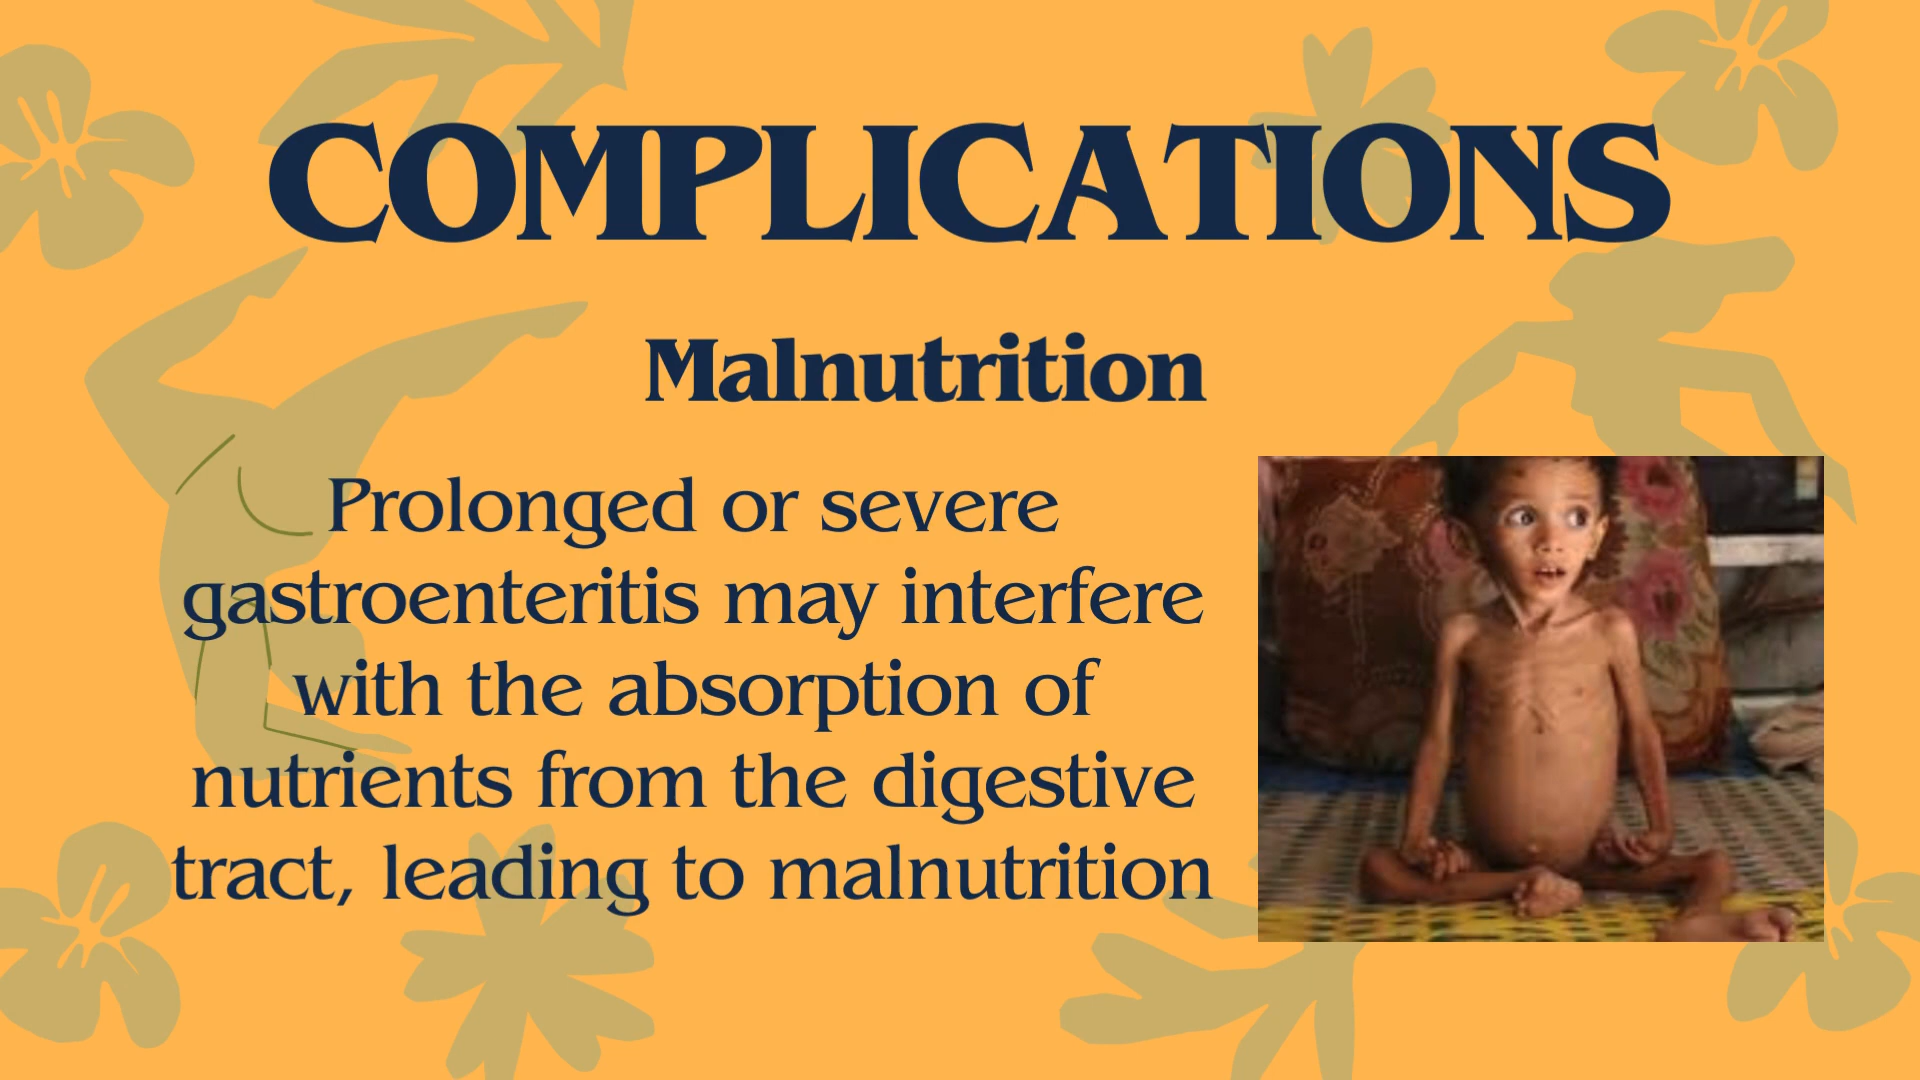 COMPLICATIONS
Malnutrition
Prolonged or severe
gastroenteritis may interfere
with the absorption of
nutrients from the digestive
tract, leading to malnutrition